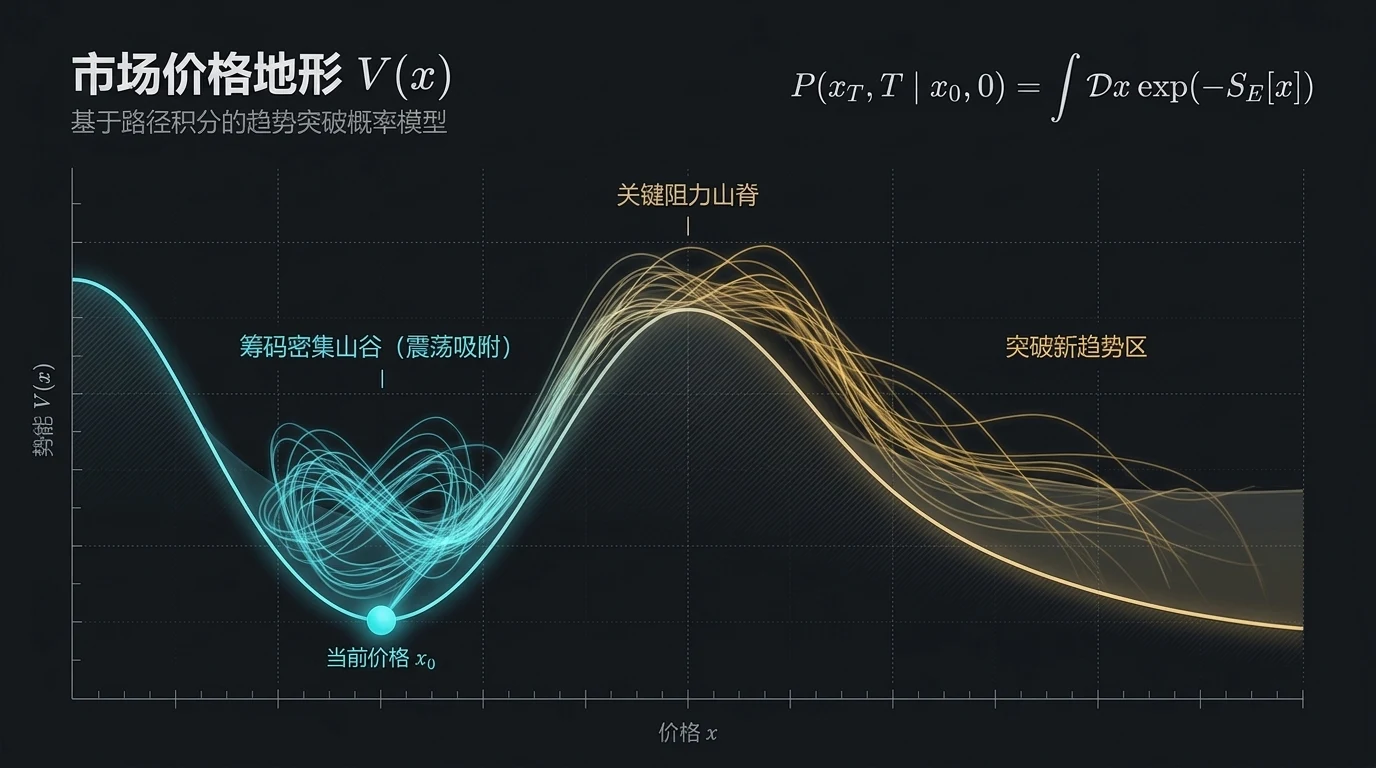 市场价格地形 V(x)
基于路径积分的趋势突破概率模型
P(x_T, T | x_0, 0) = ∫ 𝒟x exp(−S_E[x])
关键阻力山脊
筹码密集山谷（震荡吸附）
突破新趋势区
势能 V(x)
当前价格 x_0
价格 x